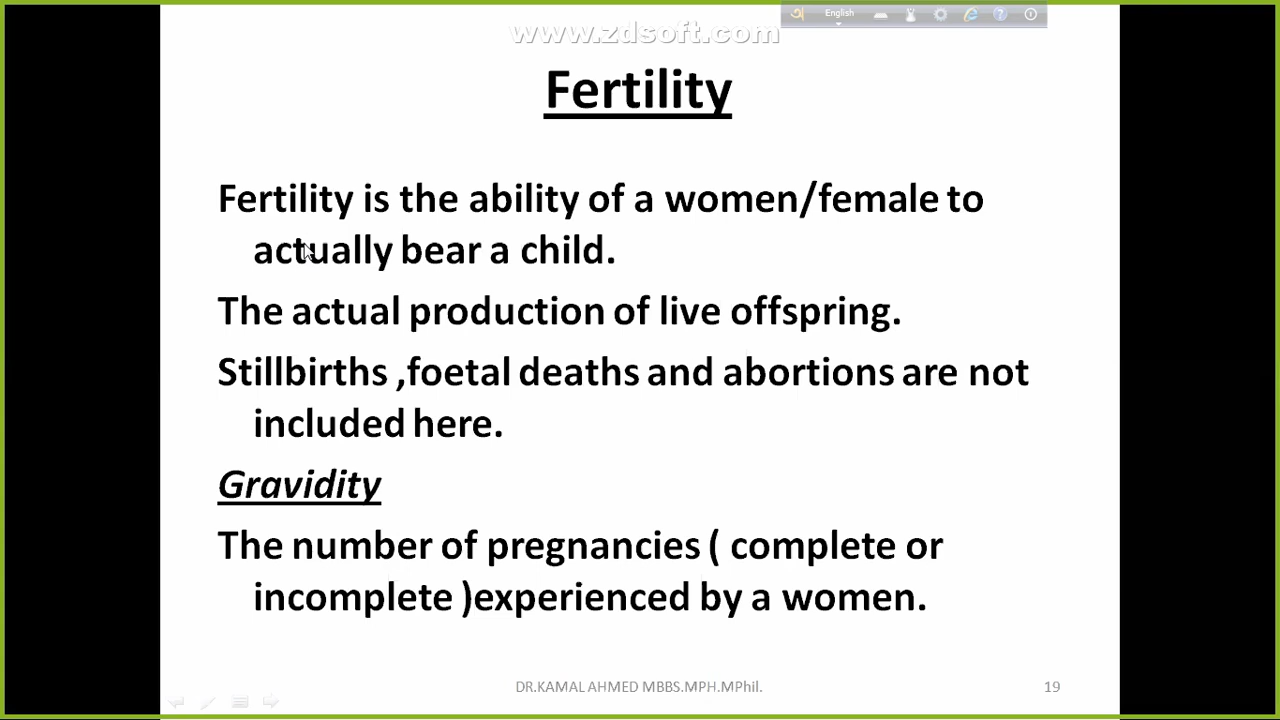 English
www.zdsoft.com
Fertility
Fertility is the ability of a women/female to
actually bear a child.
The actual production of live offspring.
Stillbirths ,foetal deaths and abortions are not
included here.
Gravidity
The number of pregnancies ( complete or
incomplete )experienced by a women.
DR.KAMAL AHMED MBBS.MPH.MPhil.
19